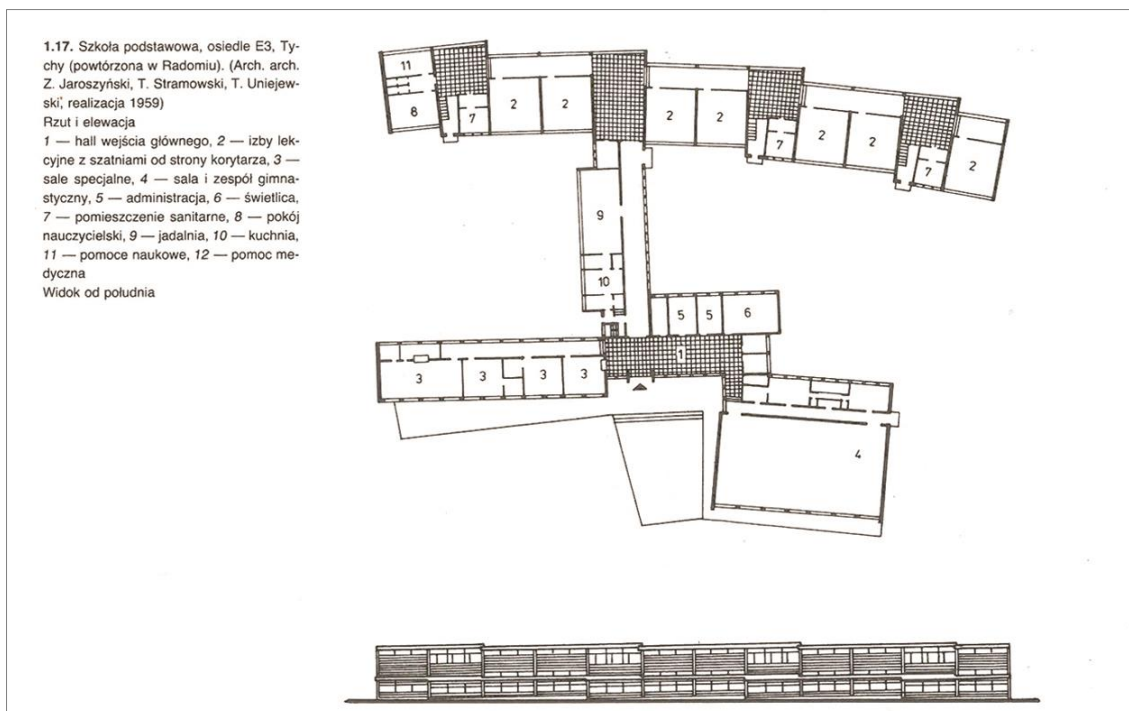 1.17. Szkoła podstawowa, osiedle E3, Ty-
chy (powtórzona w Radomiu). (Arch. arch.
Z. Jaroszyński, T. Stramowski, T. Uniejew-
ski, realizacja 1959)
Rzut i elewacja
1 — hall wejścia głównego, 2 — izby lek-
cyjne z szatniami od strony korytarza, 3 —
sale specjalne, 4 — sala i zespół gimna-
styczny, 5 — administracja, 6 — świetlica,
7 — pomieszczenie sanitarne, 8 — pokój
nauczycielski, 9 — jadalnia, 10 — kuchnia,
11 — pomoce naukowe, 12 — pomoc me-
dyczna
Widok od południa
11
8
7
2
2
2
2
7
2
2
7
2
9
10
5
5
6
1
3
3
3
3
4